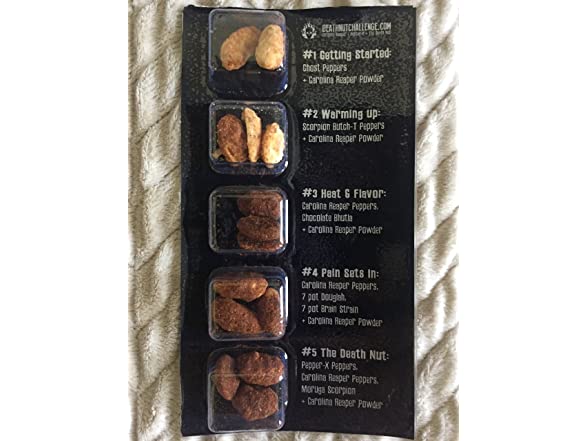 DEATHNUTCHALLENGE.COM
#1 Getting Started:
Ghost Peppers
+ Carolina Reaper Powder
#2 Warming Up:
Scorpion Butch-T Peppers
+ Carolina Reaper Powder
#3 Heat & Flavor:
Carolina Reaper Peppers,
Chocolate Bhutla
+ Carolina Reaper Powder
#4 Pain Sets In:
Carolina Reaper Peppers,
7 pot Douglah,
7 pot Brain Strain
+ Carolina Reaper Powder
#5 The Death Nut:
Pepper-X Peppers,
Carolina Reaper Peppers,
Moruga Scorpion
+ Carolina Reaper Powder